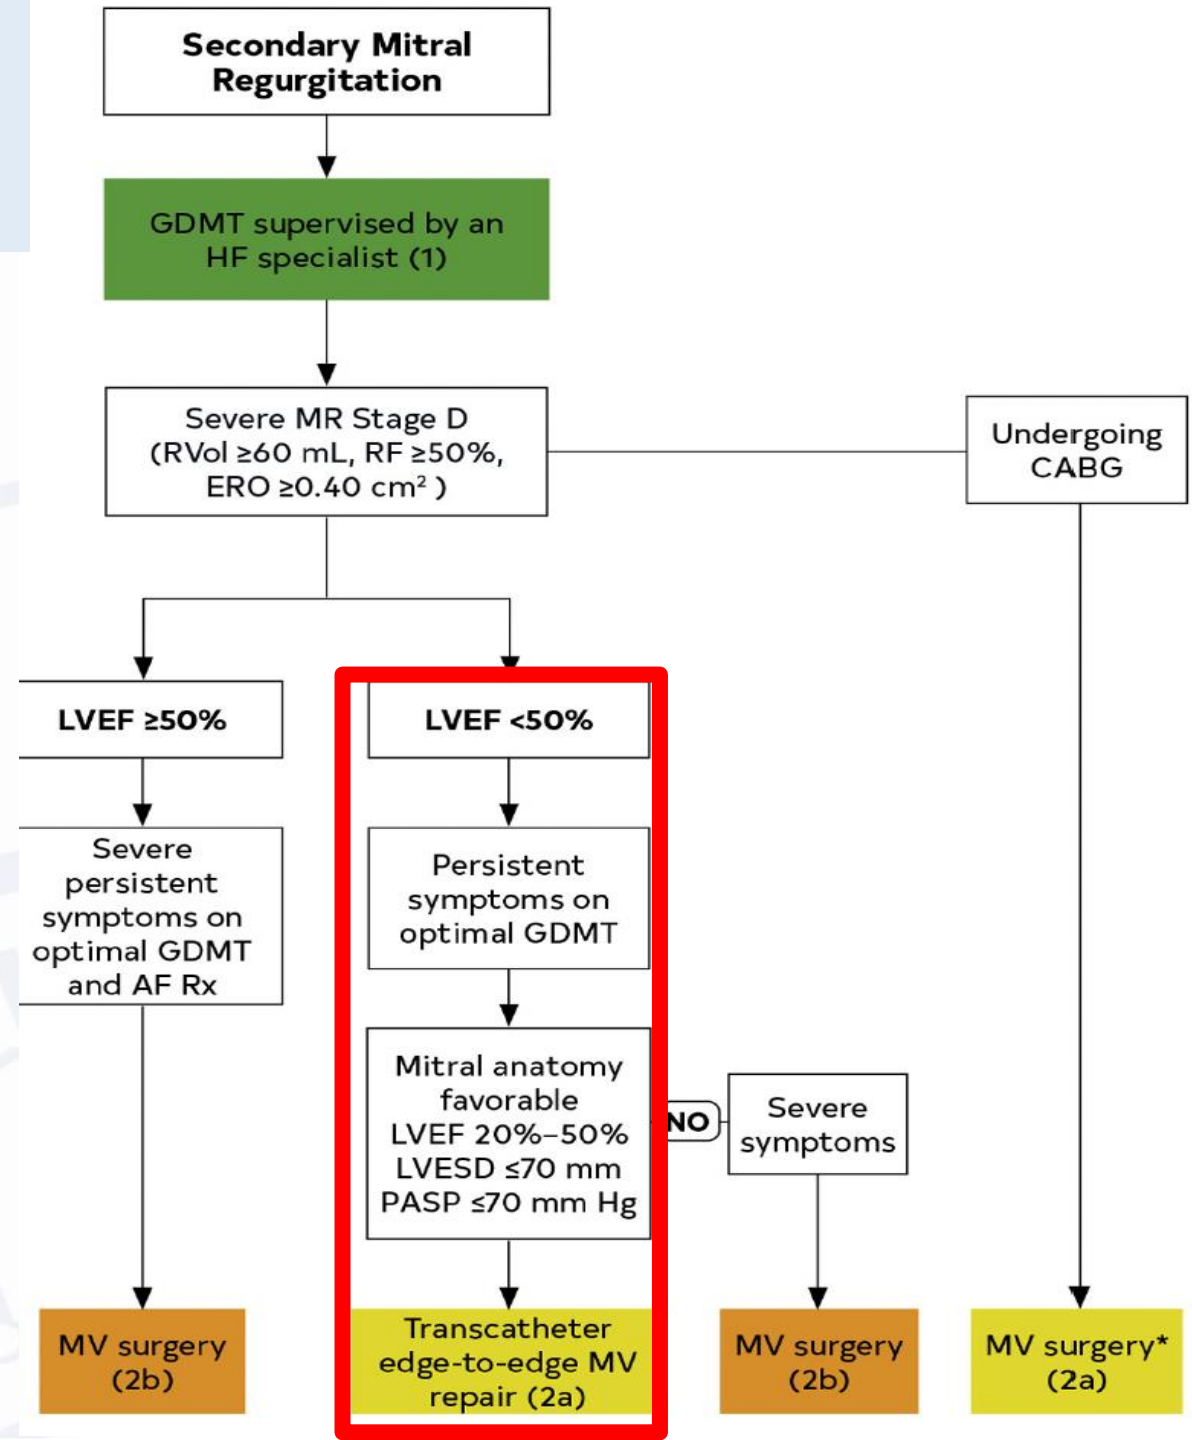 Secondary Mitral
Regurgitation
GDMT supervised by an
HF specialist (1)
Severe MR Stage D
(RVol ≥60 mL, RF ≥50%,
ERO ≥0.40 cm² )
Undergoing
CABG
LVEF ≥50%
LVEF <50%
Severe
persistent
symptoms on
optimal GDMT
and AF Rx
Persistent
symptoms on
optimal GDMT
Mitral anatomy
favorable
LVEF 20%–50%
LVESD ≤70 mm
PASP ≤70 mm Hg
NO
Severe
symptoms
MV surgery
(2b)
Transcatheter
edge-to-edge MV
repair (2a)
MV surgery
(2b)
MV surgery*
(2a)